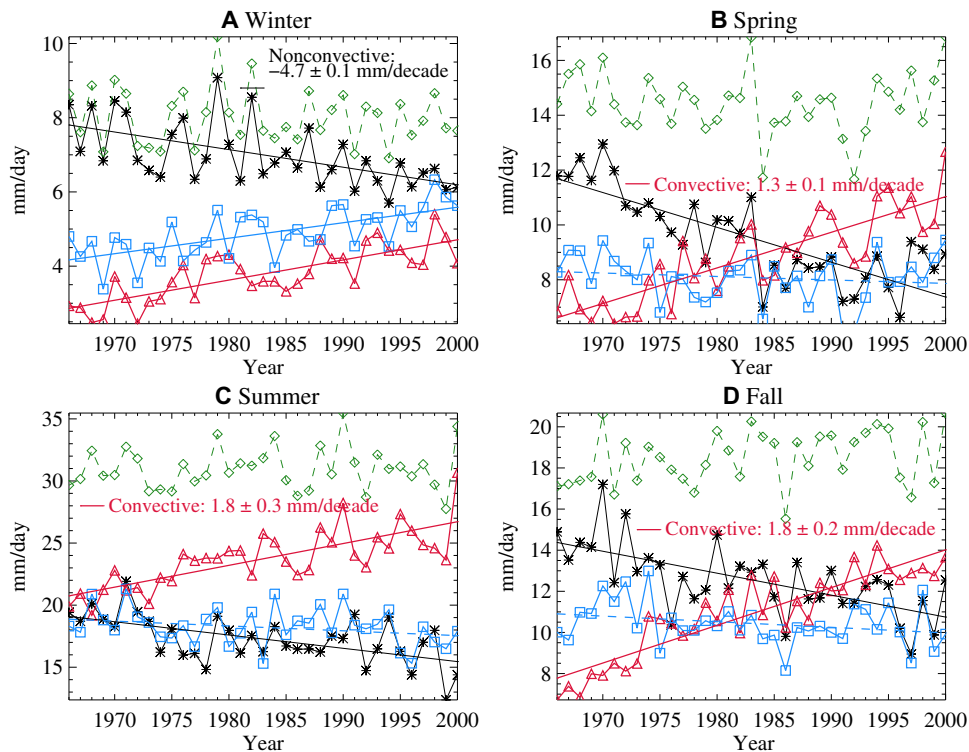 A Winter
Nonconvective:
−4.7 ± 0.1 mm/decade
10
8
6
4
mm/day
1970 1975 1980 1985 1990 1995 2000
Year
B Spring
Convective: 1.3 ± 0.1 mm/decade
16
14
12
10
8
mm/day
1970 1975 1980 1985 1990 1995 2000
Year
C Summer
Convective: 1.8 ± 0.3 mm/decade
35
30
25
20
15
mm/day
1970 1975 1980 1985 1990 1995 2000
Year
D Fall
Convective: 1.8 ± 0.2 mm/decade
20
18
16
14
12
10
8
mm/day
1970 1975 1980 1985 1990 1995 2000
Year